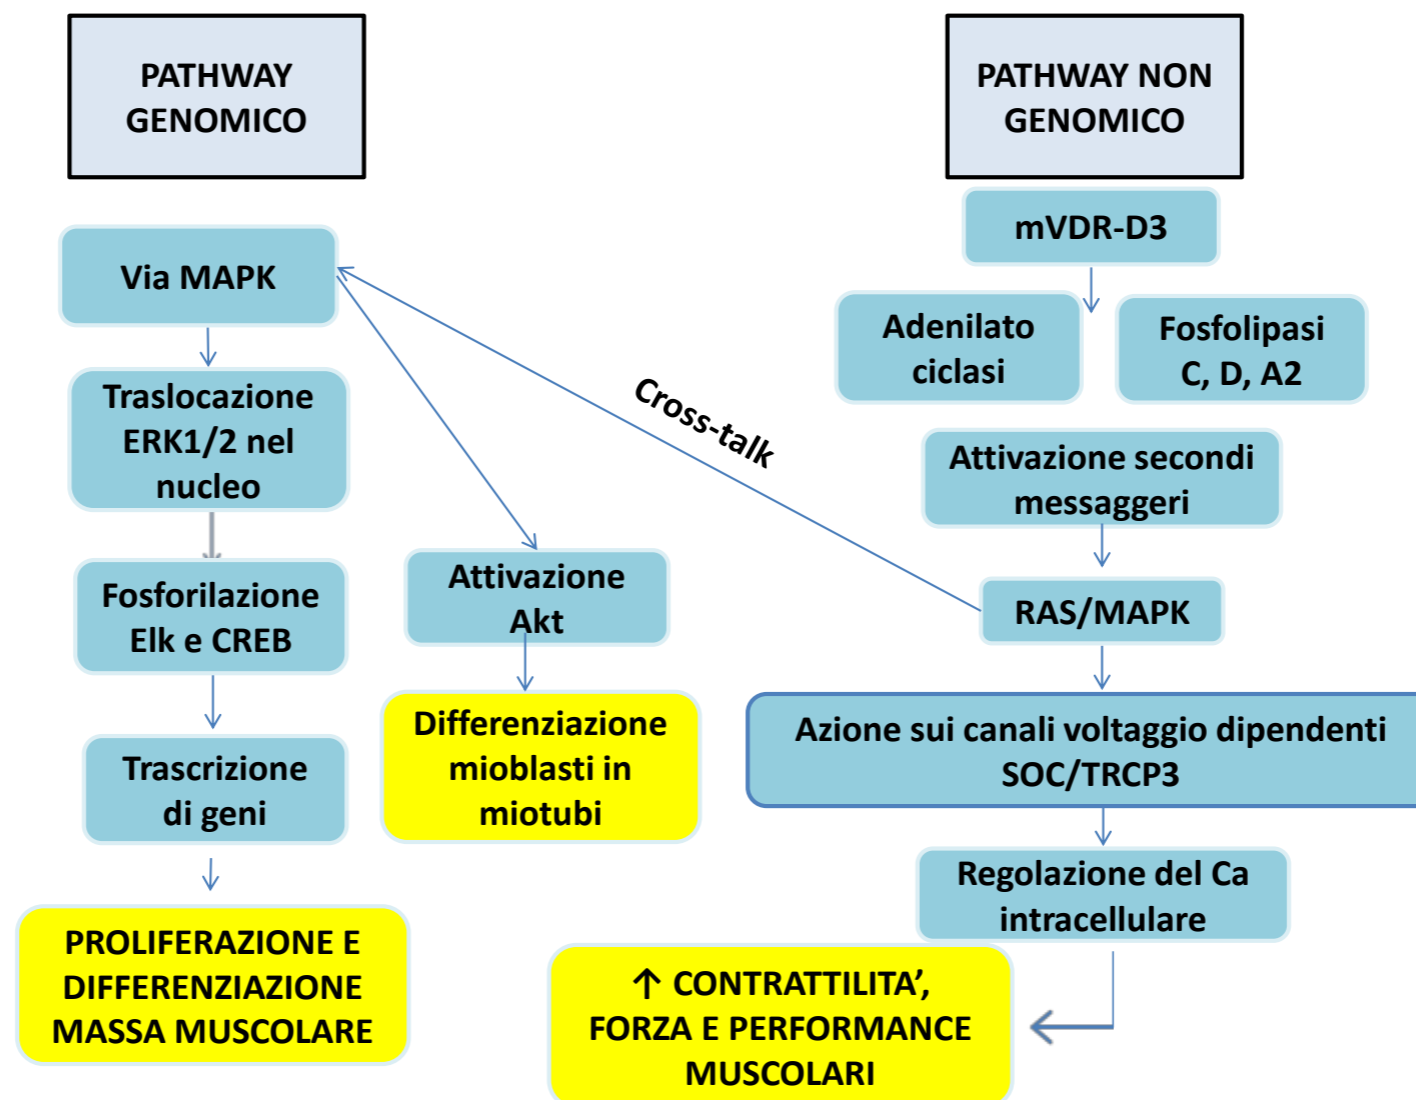 PATHWAY
GENOMICO
Via MAPK
Traslocazione
ERK1/2 nel
nucleo
Fosforilazione
Elk e CREB
Trascrizione
di geni
PROLIFERAZIONE E
DIFFERENZIAZIONE
MASSA MUSCOLARE
Attivazione
Akt
Differenziazione
mioblasti in
miotubi
Cross-talk
PATHWAY NON
GENOMICO
mVDR-D3
Adenilato
ciclasi
Fosfolipasi
C, D, A2
Attivazione secondi
messaggeri
RAS/MAPK
Azione sui canali voltaggio dipendenti
SOC/TRCP3
Regolazione del Ca
intracellulare
↑ CONTRATTILITA’,
FORZA E PERFORMANCE
MUSCOLARI